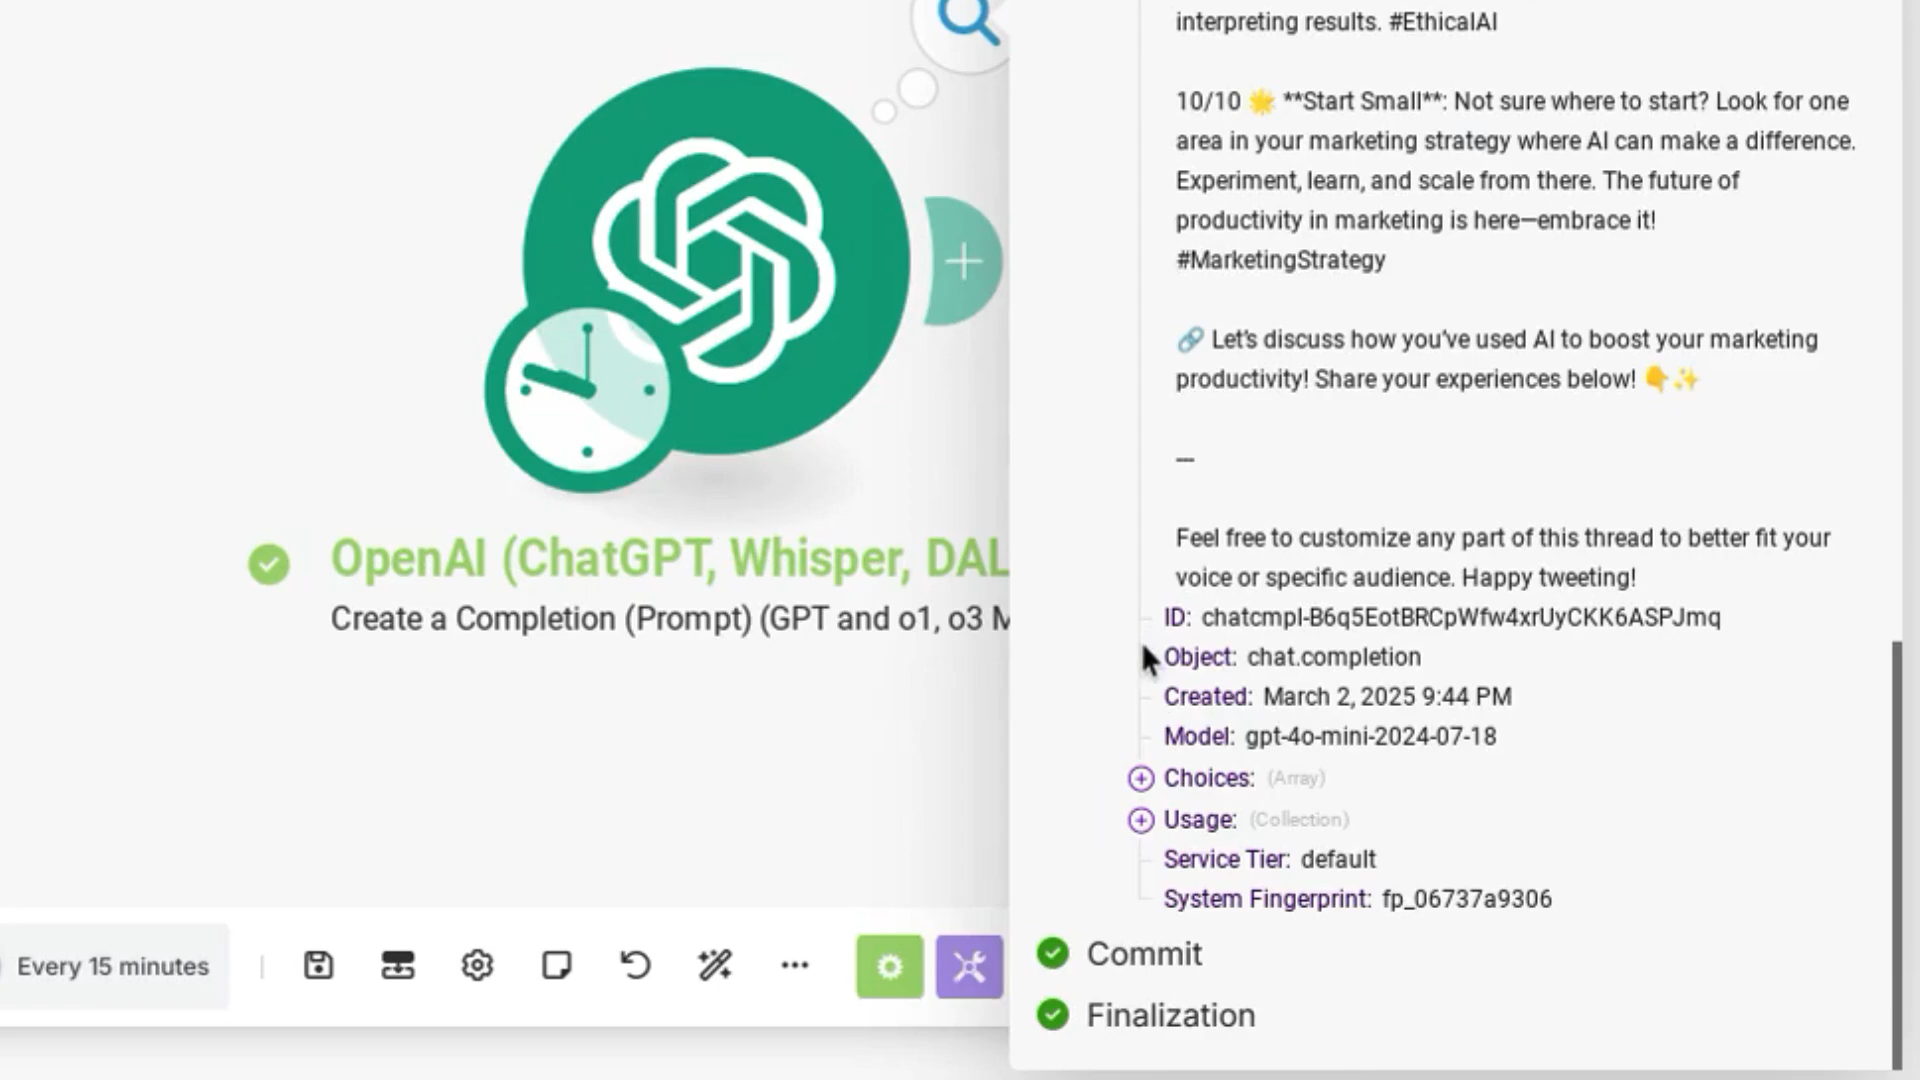 interpreting results. #EthicalAI
10/10 🌟 **Start Small**: Not sure where to start? Look for one
area in your marketing strategy where AI can make a difference.
Experiment, learn, and scale from there. The future of
productivity in marketing is here—embrace it!
#MarketingStrategy
🔗 Let's discuss how you've used AI to boost your marketing
productivity! Share your experiences below! 👇✨
---
Feel free to customize any part of this thread to better fit your
voice or specific audience. Happy tweeting!
ID: chatcmpl-B6q5EotBRCpWfw4xrUyCKK6ASPJmq
Object: chat.completion
Created: March 2, 2025 9:44 PM
Model: gpt-4o-mini-2024-07-18
Choices: (Array)
Usage: (Collection)
Service Tier: default
System Fingerprint: fp_06737a9306
Commit
Finalization
OpenAI (ChatGPT, Whisper, DAL
Create a Completion (Prompt) (GPT and o1, o3 M
Every 15 minutes